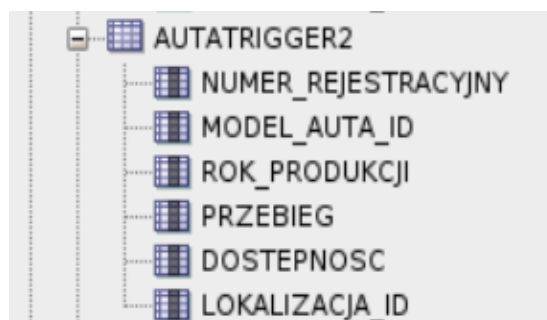 AUTATRIGGER2
NUMER_REJESTRACYJNY
MODEL_AUTA_ID
ROK_PRODUKCJI
PRZEBIEG
DOSTEPNOSC
LOKALIZACJA_ID